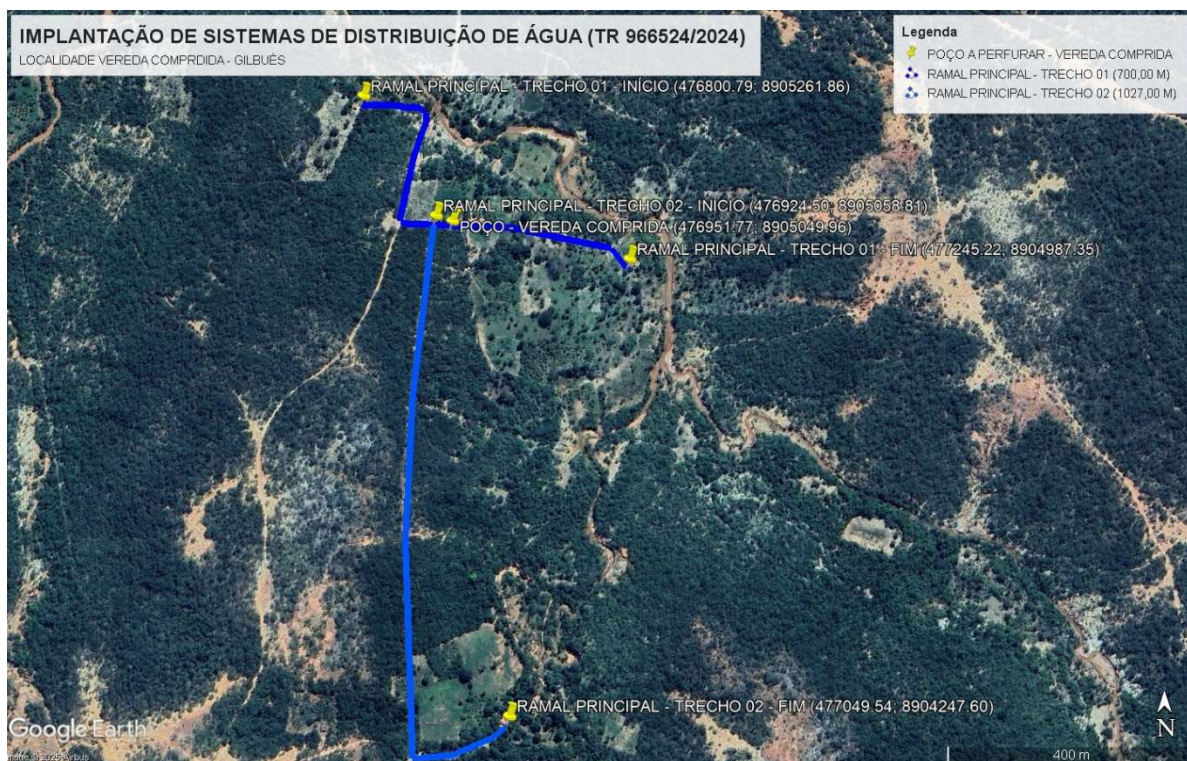 IMPLANTAÇÃO DE SISTEMAS DE DISTRIBUIÇÃO DE ÁGUA (TR 966524/2024)
LOCALIDADE VEREDA COMPRDIDA - GILBUÉS
Legenda
POÇO A PERFURAR - VEREDA COMPRIDA
RAMAL PRINCIPAL - TRECHO 01 (700,00 M)
RAMAL PRINCIPAL - TRECHO 02 (1027,00 M)
RAMAL PRINCIPAL - TRECHO 01 - INÍCIO (476800.79; 8905261.86)
RAMAL PRINCIPAL - TRECHO 02 - INÍCIO (476924.50; 8905058.81)
POÇO - VEREDA COMPRIDA (476951.77; 8905049.96)
RAMAL PRINCIPAL - TRECHO 01 - FIM (477245.22; 8904987.35)
RAMAL PRINCIPAL - TRECHO 02 - FIM (477049.54; 8904247.60)
Google Earth
© 2025 Airbus
400 m
N